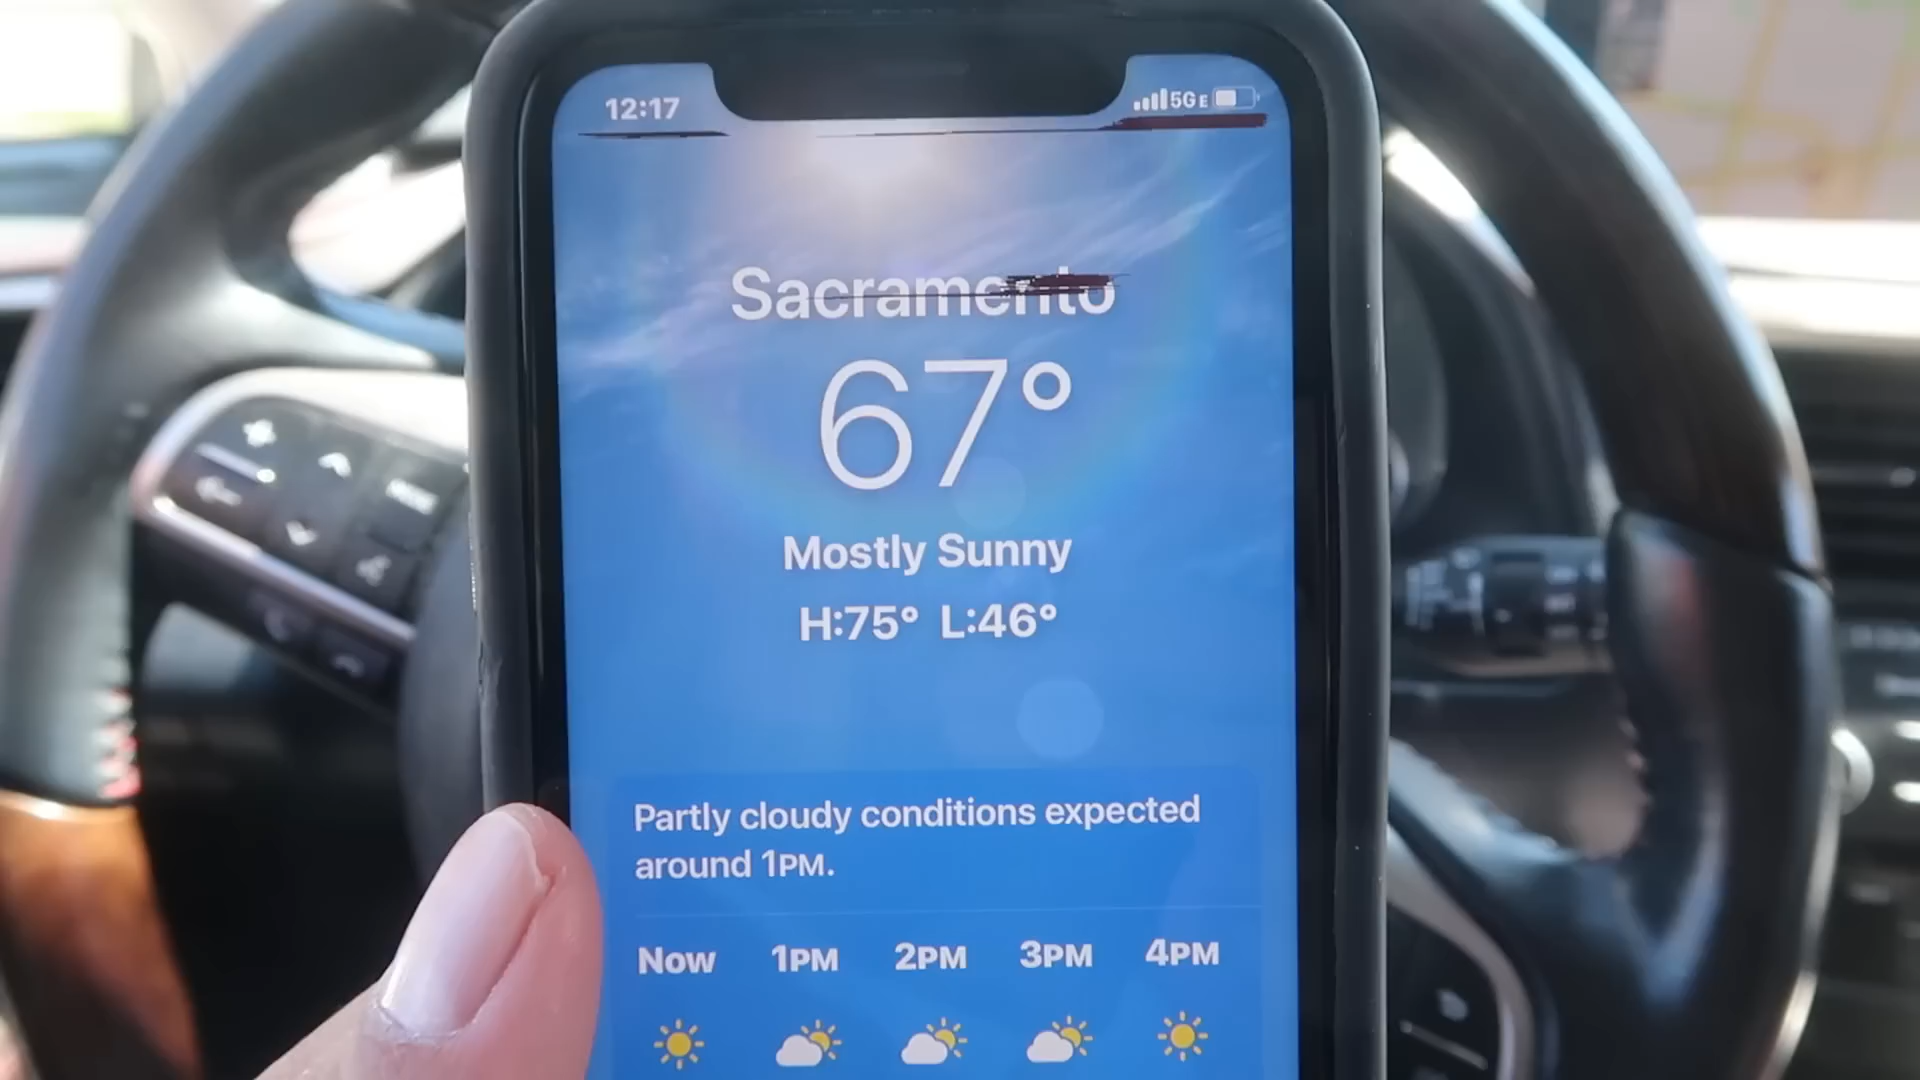 12:17 5G E
Sacramento
67°
Mostly Sunny
H:75° L:46°
Partly cloudy conditions expected
around 1PM.
Now 1PM 2PM 3PM 4PM